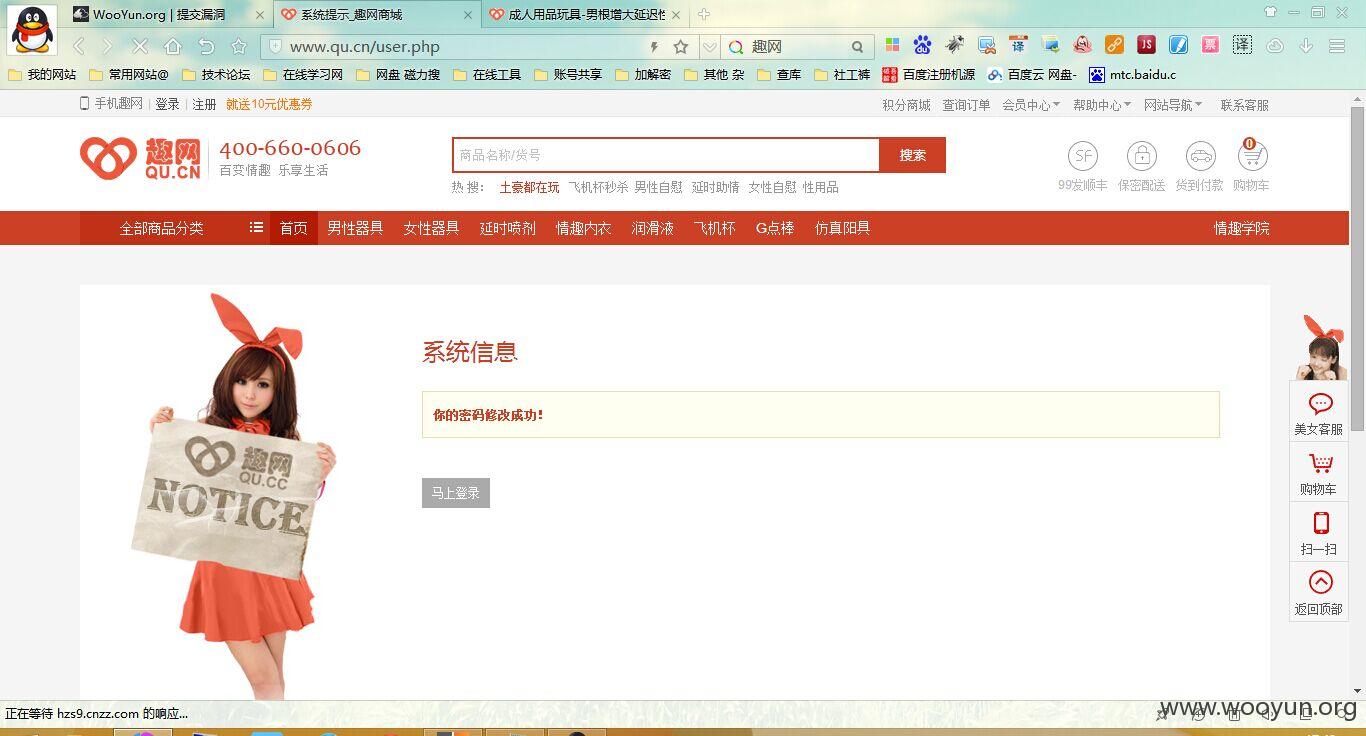 WooYun.org | 提交漏洞
系统提示_趣网商城
成人用品玩具-男根增大延迟性
www.qu.cn/user.php
趣网
我的网站 常用网站@ 技术论坛 在线学习网 网盘 磁力搜 在线工具 账号共享 加解密 其他 杂 查库 社工裤 百度注册机源 百度云 网盘- mtc.baidu.c
手机趣网 登录 注册 就送10元优惠券
积分商城 查询订单 会员中心 帮助中心 网站导航 联系客服
趣网
QU.CN
400-660-0606
百变情趣 乐享生活
商品名称/货号
搜索
热 搜： 土豪都在玩 飞机杯秒杀 男性自慰 延时助情 女性自慰 性用品
SF
99发顺丰 保密配送 货到付款 购物车
0
全部商品分类 首页 男性器具 女性器具 延时喷剂 情趣内衣 润滑液 飞机杯 G点棒 仿真阳具 情趣学院
系统信息
你的密码修改成功！
马上登录
趣网
QU.CC
NOTICE
美女客服
购物车
扫一扫
返回顶部
正在等待 hzs9.cnzz.com 的响应...
www.wooyun.org